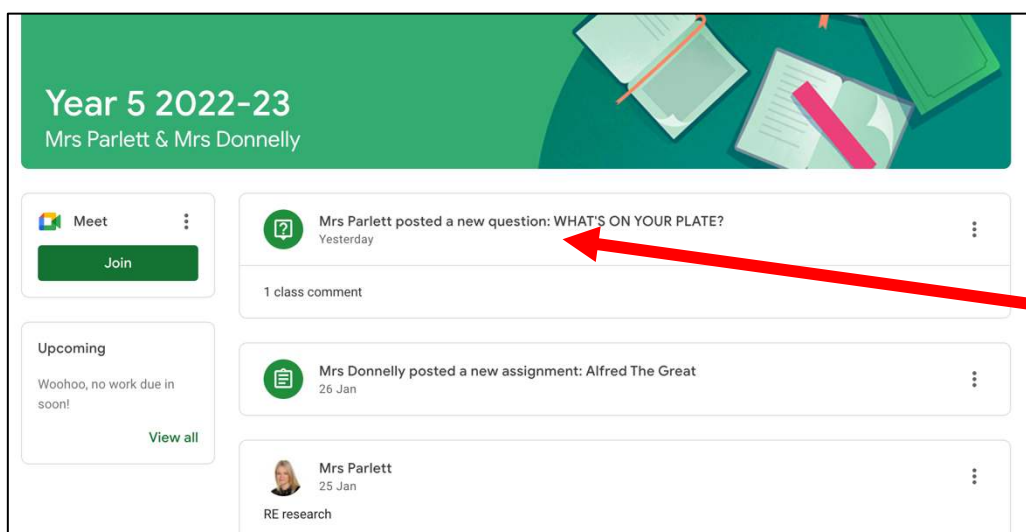 Year 5 2022-23
Mrs Parlett & Mrs Donnelly
Meet
Join
Upcoming
Woohoo, no work due in
soon!
View all
Mrs Parlett posted a new question: WHAT'S ON YOUR PLATE?
Yesterday
1 class comment
Mrs Donnelly posted a new assignment: Alfred The Great
26 Jan
Mrs Parlett
25 Jan
RE research